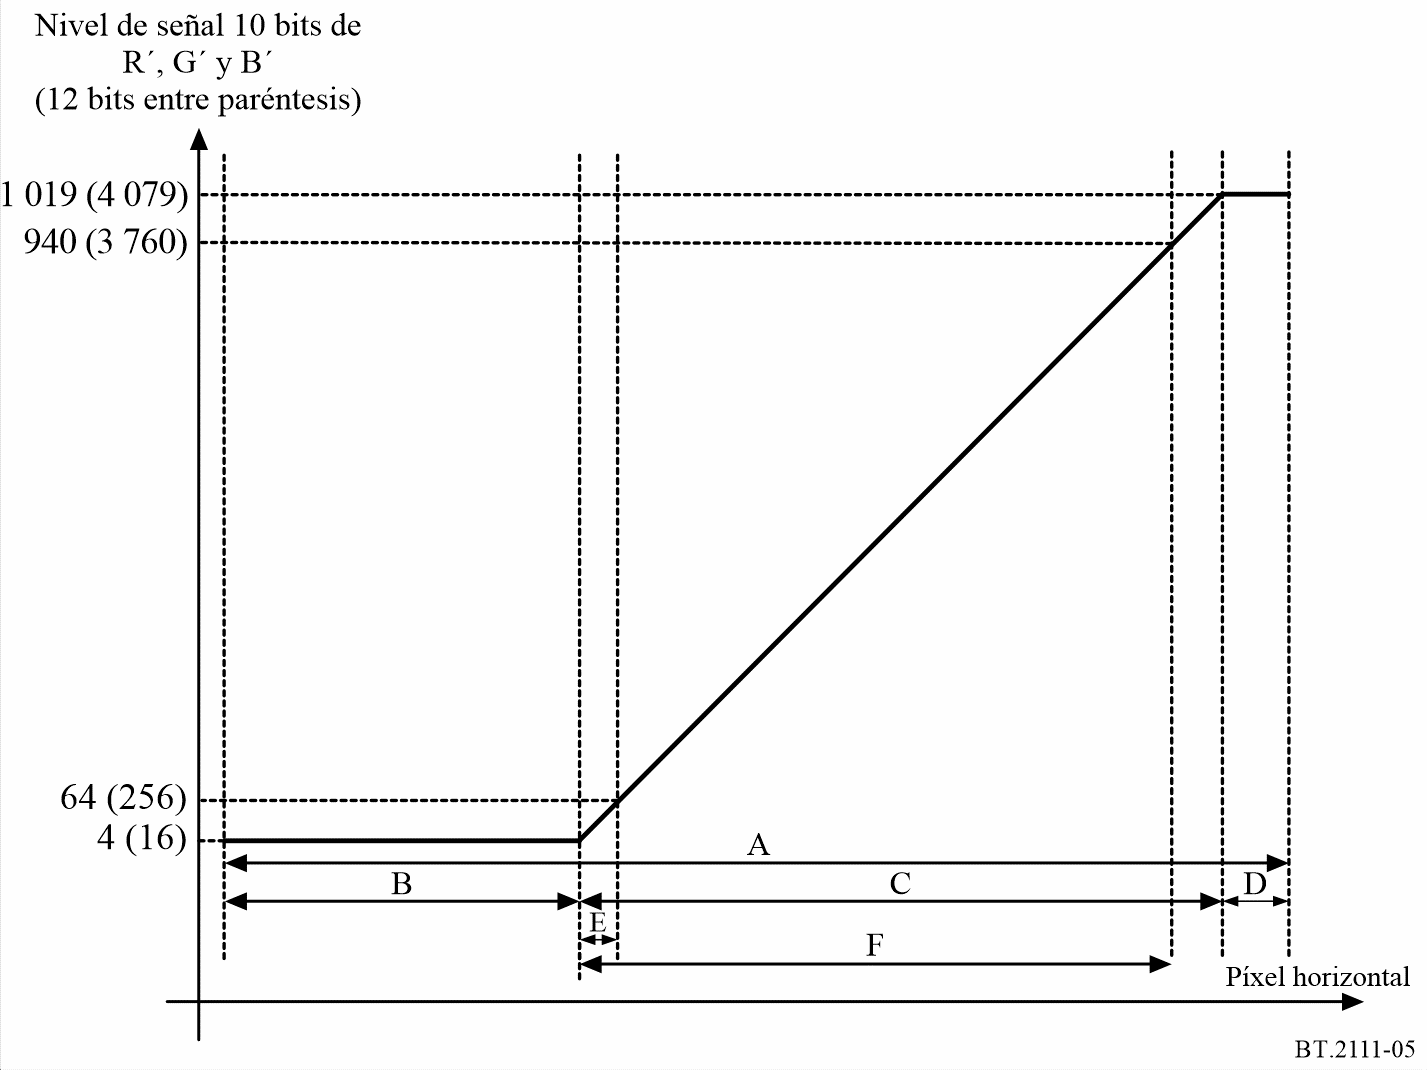 Nivel de señal 10 bits de
R´, G´ y B´
(12 bits entre paréntesis)
1 019 (4 079)
940 (3 760)
64 (256)
4 (16)
A
B
C
D
E
F
Píxel horizontal
BT.2111-05